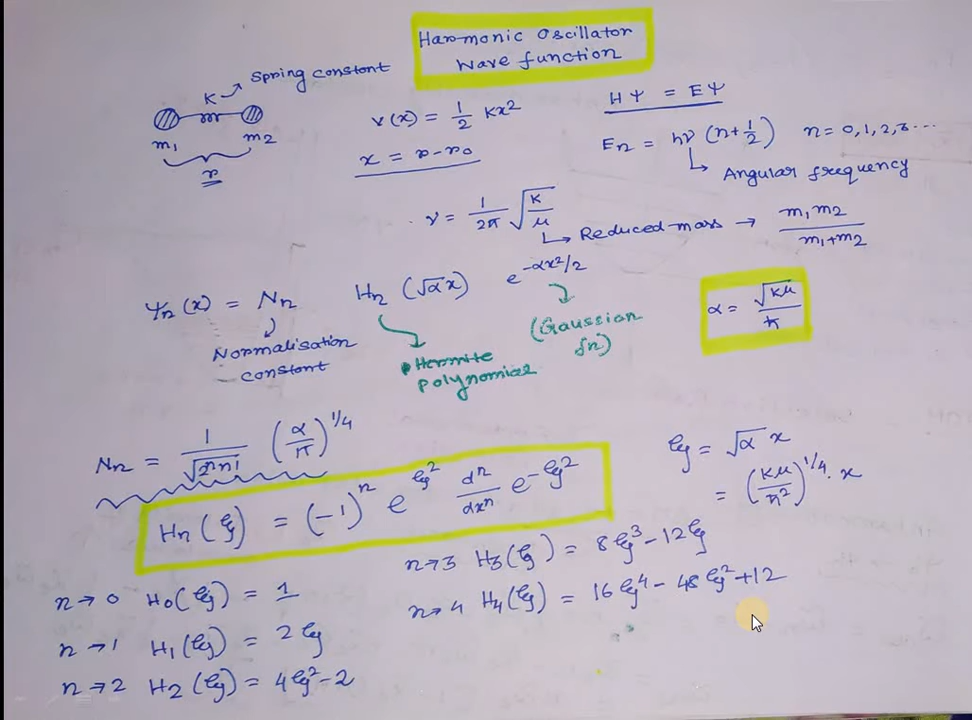 Harmonic Oscillator
Wave function
K → Spring constant
m₁ m₂
r
V(x) = 1/2 Kx²
x = r - r₀
Hψ = Eψ
Eₙ = hν (n + 1/2) n = 0, 1, 2, 3 ...
↳ Angular frequency
ν = 1/2π √(K/μ)
↳ Reduced mass → m₁m₂/(m₁+m₂)
ψₙ(x) = Nₙ Hₙ (√α x) e^(-αx²/2)
Normalisation
constant
Hermite
polynomial
(Gaussian
fn)
α = √(Kμ)/ħ
Nₙ = 1/√(2ⁿn!) (α/π)^(1/4)
ξ = √α x
= (Kμ/ħ²)^(1/4) · x
Hₙ(ξ) = (-1)ⁿ e^(ξ²) dⁿ/dxⁿ e^(-ξ²)
n → 0 H₀(ξ) = 1
n → 1 H₁(ξ) = 2ξ
n → 2 H₂(ξ) = 4ξ² - 2
n → 3 H₃(ξ) = 8ξ³ - 12ξ
n → 4 H₄(ξ) = 16ξ⁴ - 48ξ² + 12